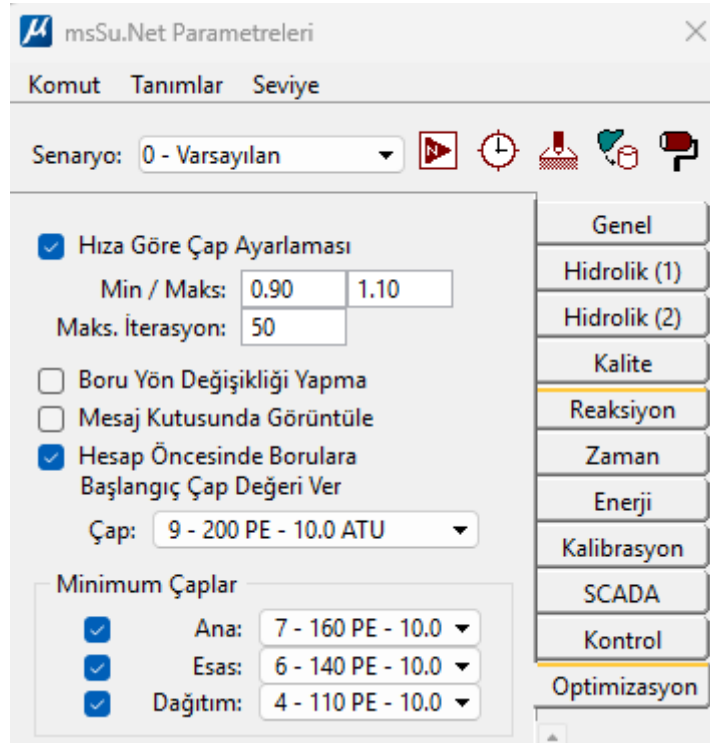 msSu.Net Parametreleri
Komut Tanımlar Seviye
Senaryo: 0 - Varsayılan
Hıza Göre Çap Ayarlaması
Min / Maks: 0.90 1.10
Maks. İterasyon: 50
Boru Yön Değişikliği Yapma
Mesaj Kutusunda Görüntüle
Hesap Öncesinde Borulara
Başlangıç Çap Değeri Ver
Çap: 9 - 200 PE - 10.0 ATU
Minimum Çaplar
Ana: 7 - 160 PE - 10.0
Esas: 6 - 140 PE - 10.0
Dağıtım: 4 - 110 PE - 10.0
Genel
Hidrolik (1)
Hidrolik (2)
Kalite
Reaksiyon
Zaman
Enerji
Kalibrasyon
SCADA
Kontrol
Optimizasyon